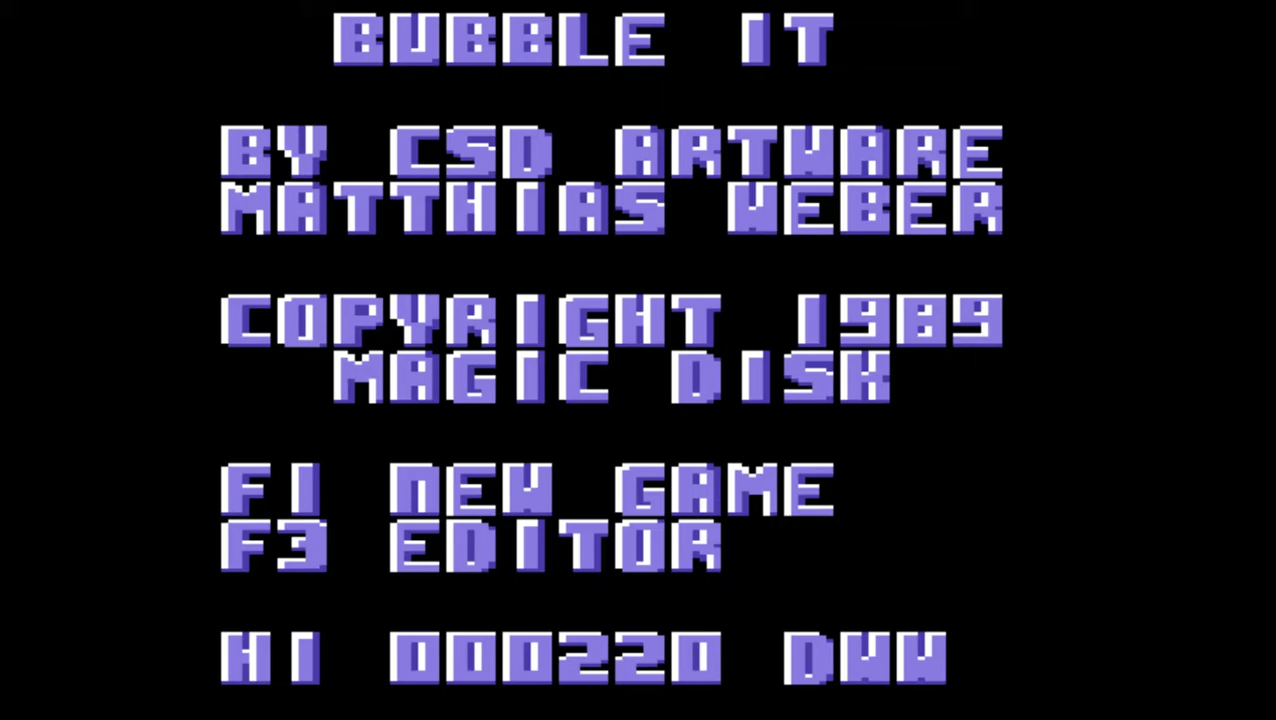 BUBBLE IT
BY CSD ARTWARE
MATTHIAS WEBER
COPYRIGHT 1989
MAGIC DISK
F1 NEW GAME
F3 EDITOR
HI 000220 DWW